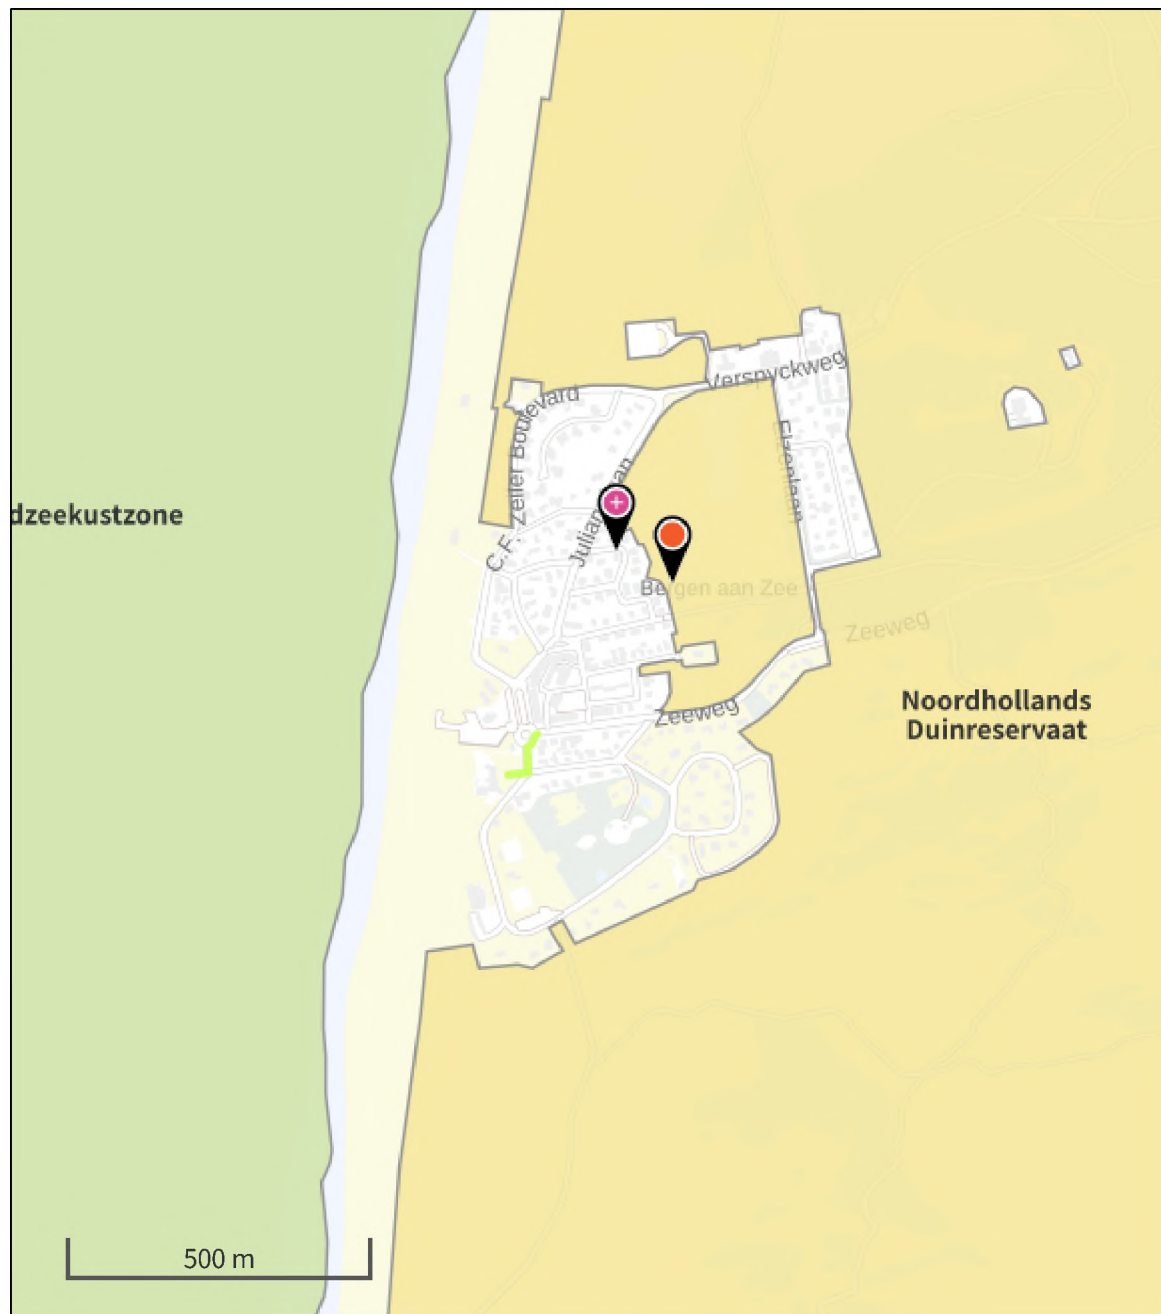 Verspyckweg
C.F. Zeiler Boulevard
Elzenlaan
dzeekustzone
Bergen aan Zee
Zeeweg
Noordhollands
Duinreservaat
Zeeweg
500 m